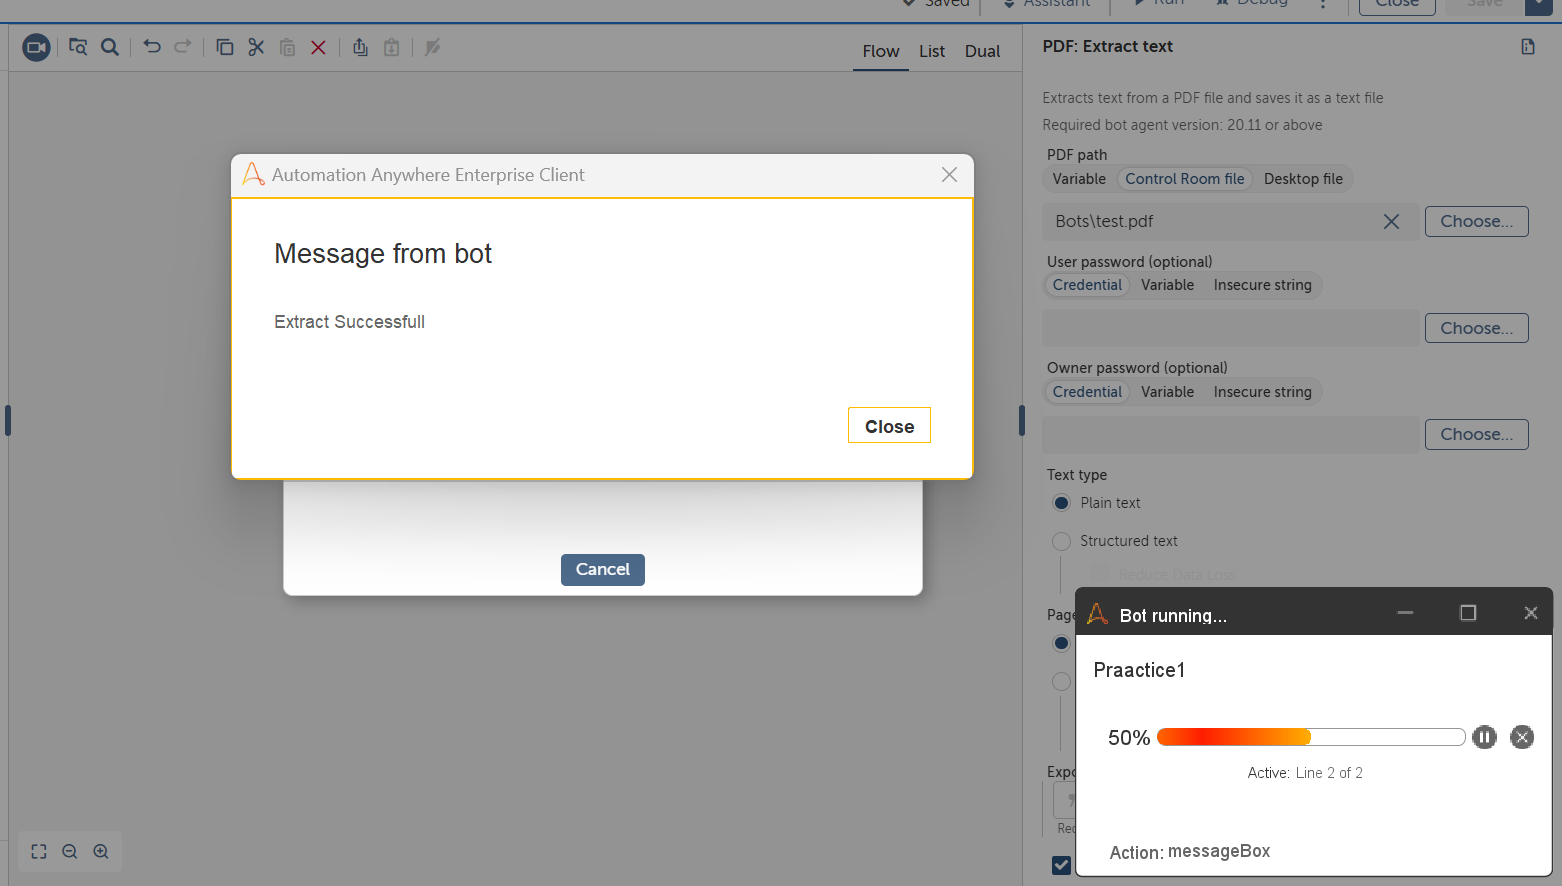 Saved
Assistant
Run
Debug
Close
Save
Flow
List
Dual
PDF: Extract text
Extracts text from a PDF file and saves it as a text file
Required bot agent version: 20.11 or above
PDF path
Variable
Control Room file
Desktop file
Bots\test.pdf
Choose...
User password (optional)
Credential
Variable
Insecure string
Choose...
Owner password (optional)
Credential
Variable
Insecure string
Choose...
Text type
Plain text
Structured text
Reduce Data Loss
Page
Expo
Rec
Automation Anywhere Enterprise Client
Message from bot
Extract Successfull
Close
Cancel
Bot running...
Praactice1
50%
Active: Line 2 of 2
Action: messageBox